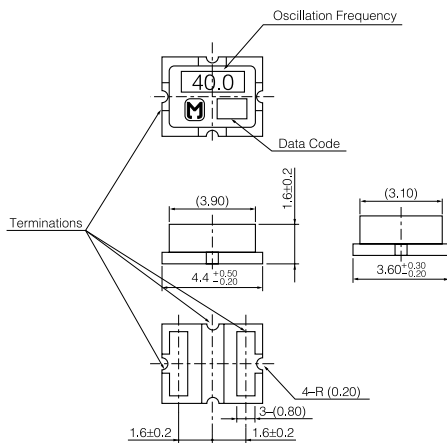 Oscillation Frequency
40.0
M
Data Code
Terminations
(3.90)
1.6±0.2
(3.10)
4.4 +0.50 −0.20
3.60 +0.30 −0.20
4–R (0.20)
3–(0.80)
1.6±0.2
1.6±0.2